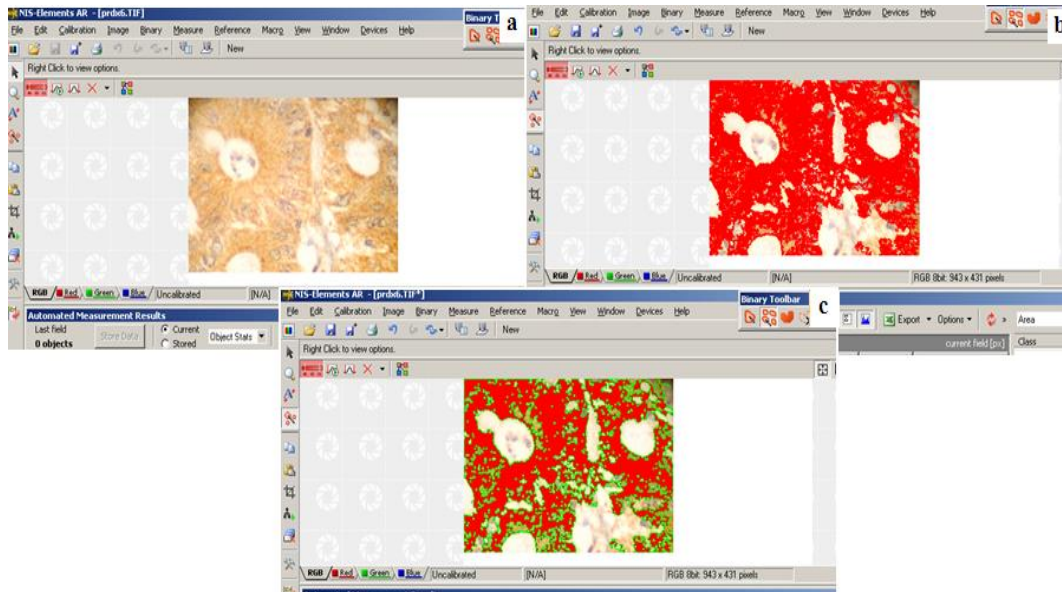 NIS-Elements AR - [prdx6.TIF]
Binary T
a
File Edit Calibration Image Binary Measure Reference Macro View Window Devices Help
New
Right Click to view options.
RGB Red Green Blue Uncalibrated [N/A]
Automated Measurement Results
Last field
0 objects
Store Data
Current
Stored
Object Stats
File Edit Calibration Image Binary Measure Reference Macro View Window Devices Help
b
New
Right Click to view options.
RGB Red Green Blue Uncalibrated [N/A] RGB 8bit: 943 x 431 pixels
NIS-Elements AR - [prdx6.TIF*]
Binary Toolbar
c
File Edit Calibration Image Binary Measure Reference Macro View Window Devices Help
New
Right Click to view options.
RGB Red Green Blue Uncalibrated [N/A] RGB 8bit: 943 x 431 pixels
Export Options Area
current field [px] Class